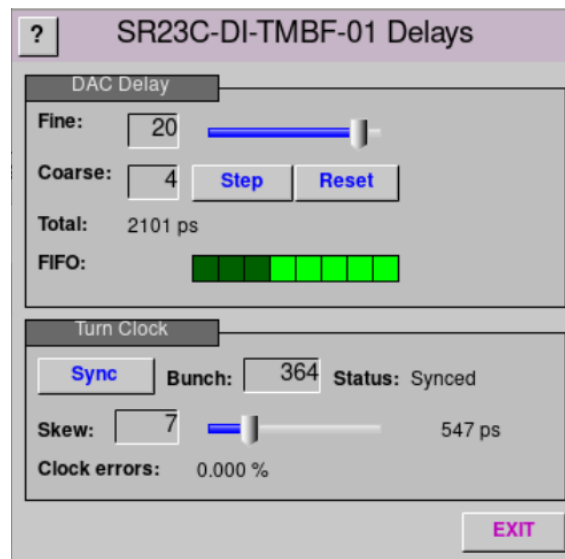 ? SR23C-DI-TMBF-01 Delays
DAC Delay
Fine: 20
Coarse: 4 Step Reset
Total: 2101 ps
FIFO:
Turn Clock
Sync Bunch: 364 Status: Synced
Skew: 7 547 ps
Clock errors: 0.000 %
EXIT